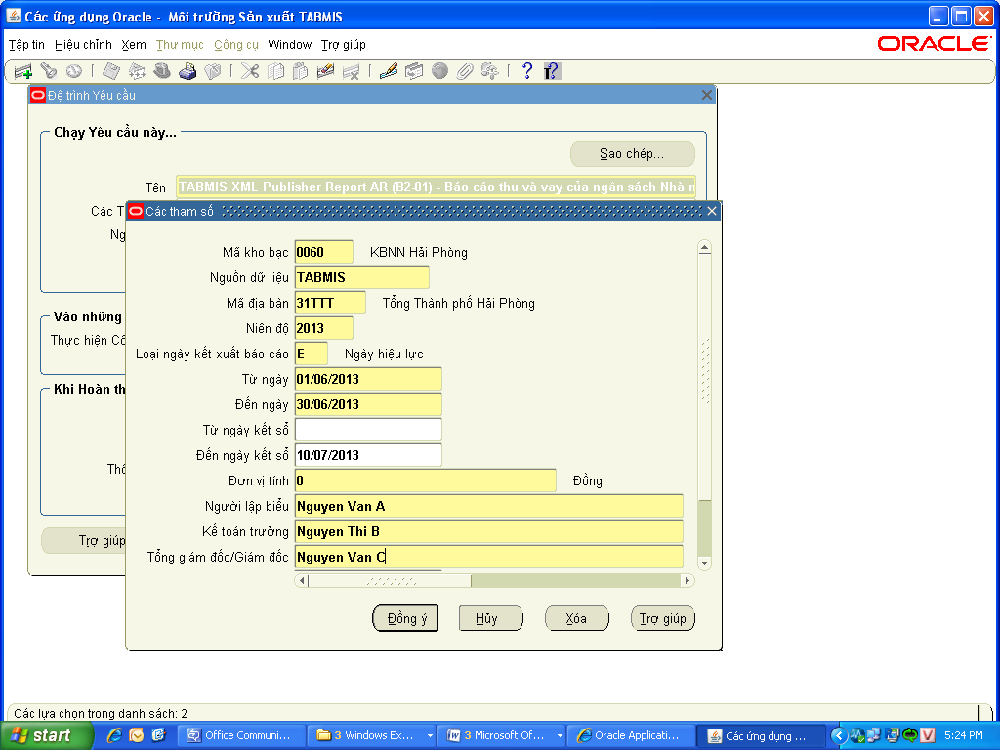 Các ứng dụng Oracle - Môi trường Sản xuất TABMIS
Tập tin Hiệu chỉnh Xem Thư mục Công cụ Window Trợ giúp
ORACLE
Đệ trình Yêu cầu
Chạy Yêu cầu này...
Sao chép...
Tên TABMIS XML Publisher Report AR (B2-01) - Báo cáo thu và vay của ngân sách Nhà
Các T
Ng
Các tham số
Mã kho bạc 0060 KBNN Hải Phòng
Nguồn dữ liệu TABMIS
Mã địa bàn 31TTT Tổng Thành phố Hải Phòng
Niên độ 2013
Loại ngày kết xuất báo cáo E Ngày hiệu lực
Từ ngày 01/06/2013
Đến ngày 30/06/2013
Từ ngày kết sổ
Đến ngày kết sổ 10/07/2013
Đơn vị tính 0 Đồng
Người lập biểu Nguyen Van A
Kế toán trưởng Nguyen Thi B
Tổng giám đốc/Giám đốc Nguyen Van C
Đồng ý Hủy Xóa Trợ giúp
Vào những
Thực hiện Cô
Khi Hoàn th
Thô
Trợ giúp
Các lựa chọn trong danh sách: 2
start Office Communi... 3 Windows Ex... 3 Microsoft Of... Oracle Applicati... Các ứng dụng ... 5:24 PM